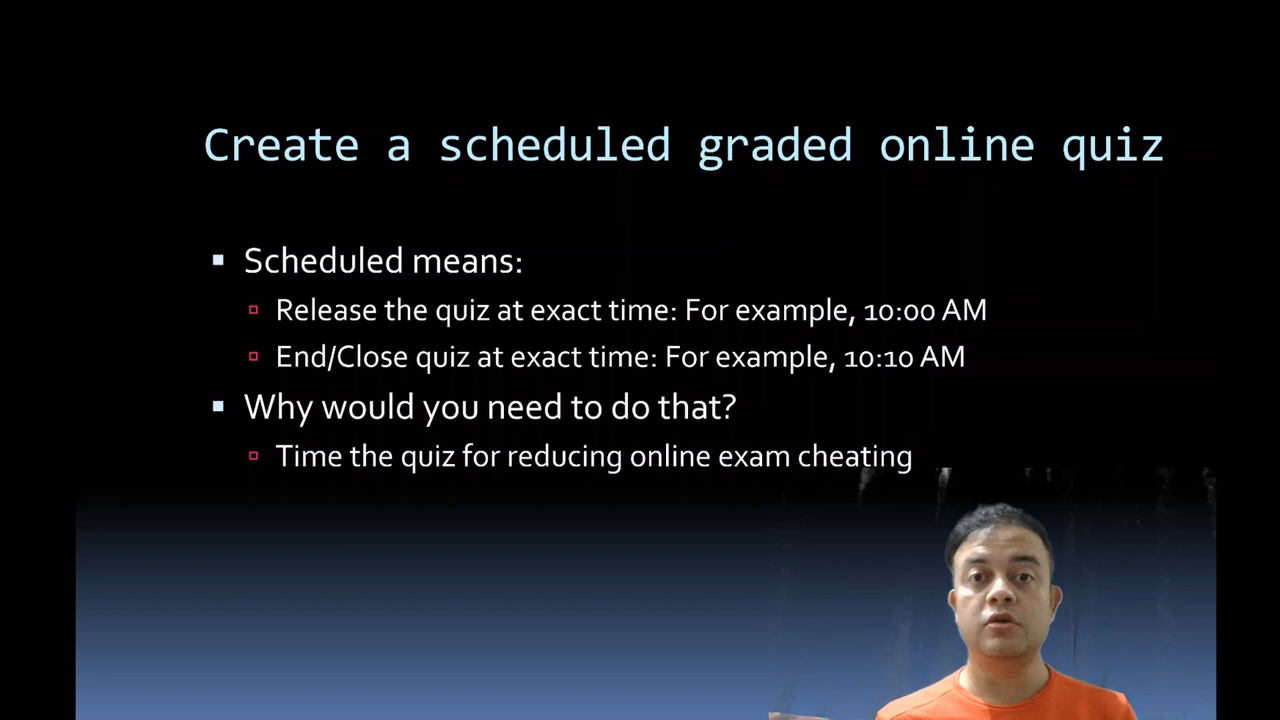 Create a scheduled graded online quiz
Scheduled means:
Release the quiz at exact time: For example, 10:00 AM
End/Close quiz at exact time: For example, 10:10 AM
Why would you need to do that?
Time the quiz for reducing online exam cheating